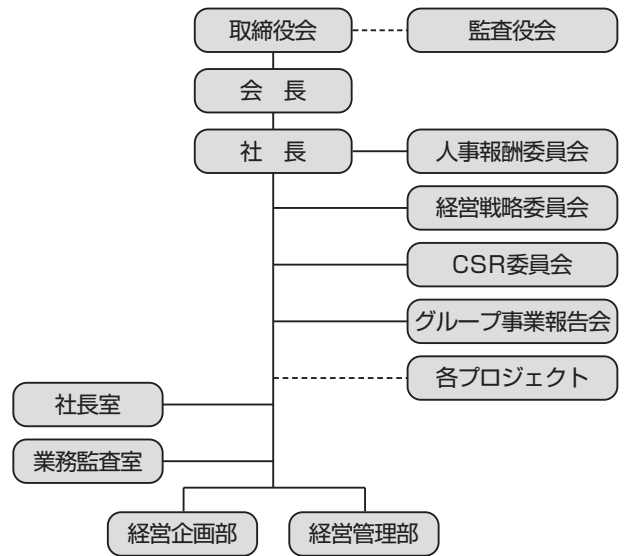 取締役会
監査役会
会　長
社　長
人事報酬委員会
経営戦略委員会
CSR委員会
グループ事業報告会
各プロジェクト
社長室
業務監査室
経営企画部
経営管理部